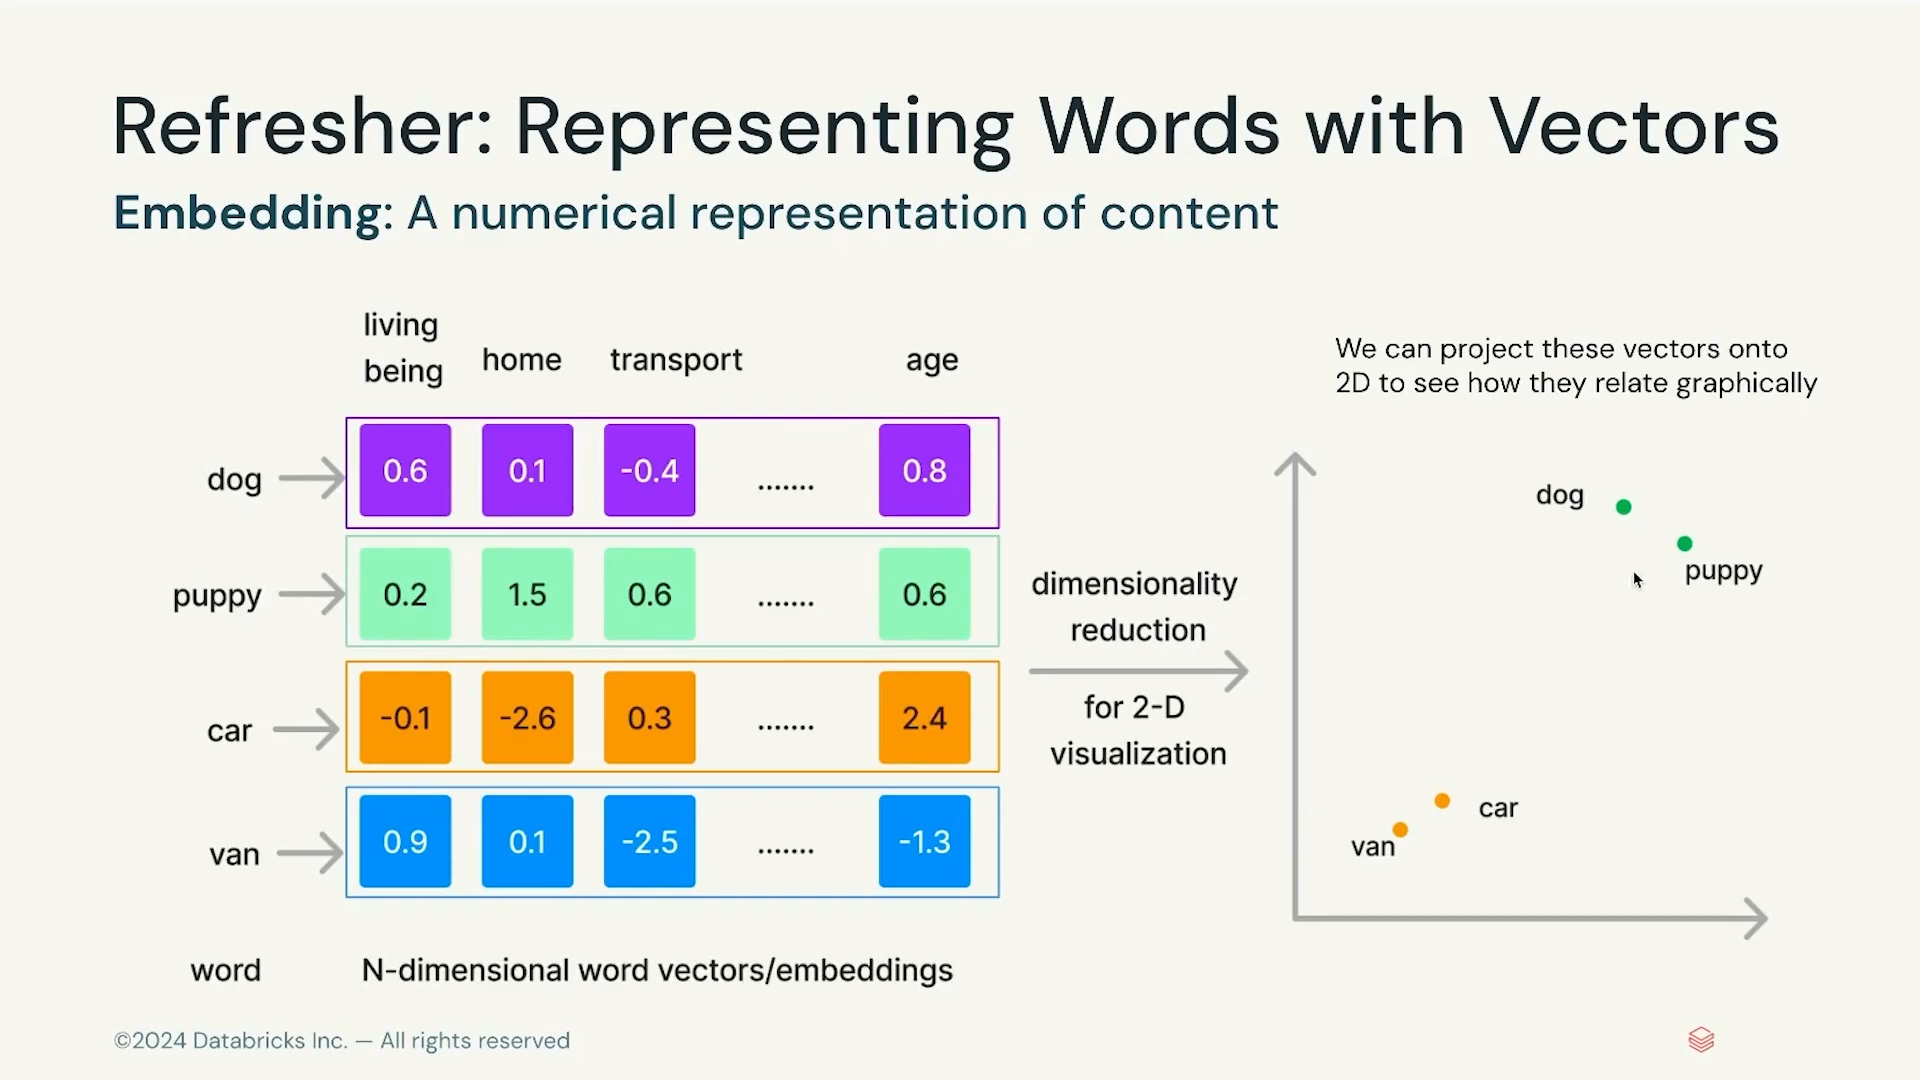 Refresher: Representing Words with Vectors
Embedding: A numerical representation of content
living
being
home
transport
age
We can project these vectors onto
2D to see how they relate graphically
dog
0.6
0.1
-0.4
.......
0.8
puppy
0.2
1.5
0.6
.......
0.6
car
-0.1
-2.6
0.3
.......
2.4
van
0.9
0.1
-2.5
.......
-1.3
dimensionality
reduction
for 2-D
visualization
dog
puppy
car
van
word
N-dimensional word vectors/embeddings
©2024 Databricks Inc. — All rights reserved